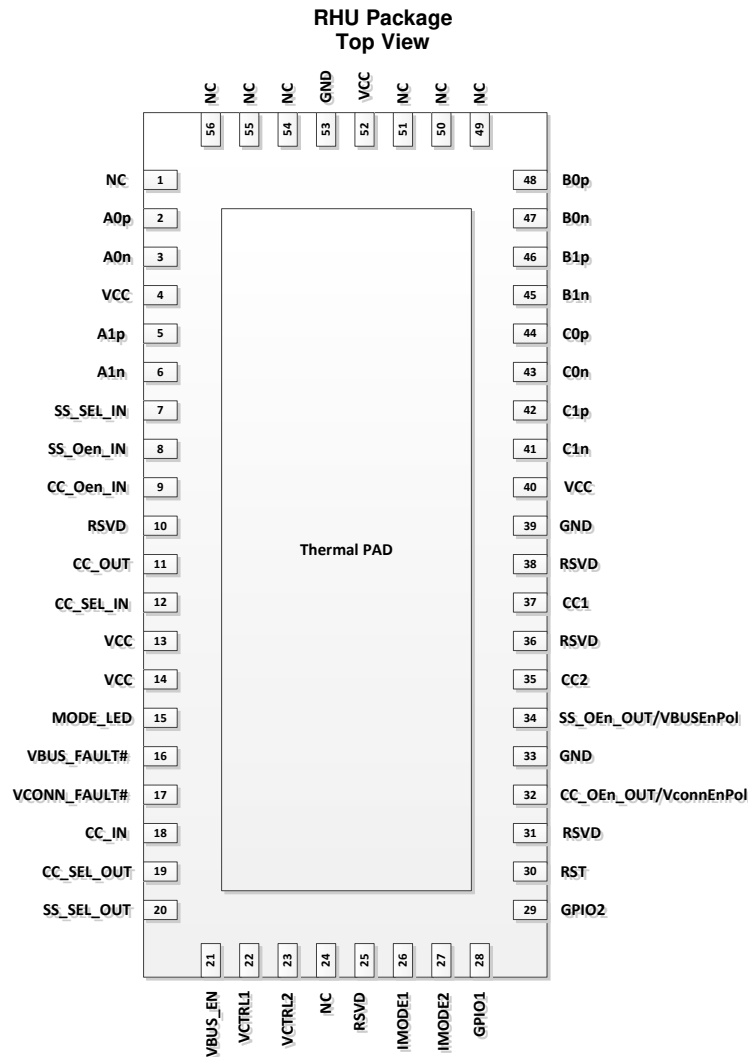 RHU Package
Top View
NC
NC
NC
GND
VCC
NC
NC
NC
56
55
54
53
52
51
50
49
NC 1
A0p 2
A0n 3
VCC 4
A1p 5
A1n 6
SS_SEL_IN 7
SS_Oen_IN 8
CC_Oen_IN 9
RSVD 10
CC_OUT 11
CC_SEL_IN 12
VCC 13
VCC 14
MODE_LED 15
VBUS_FAULT# 16
VCONN_FAULT# 17
CC_IN 18
CC_SEL_OUT 19
SS_SEL_OUT 20
Thermal PAD
48 B0p
47 B0n
46 B1p
45 B1n
44 C0p
43 C0n
42 C1p
41 C1n
40 VCC
39 GND
38 RSVD
37 CC1
36 RSVD
35 CC2
34 SS_OEn_OUT/VBUSEnPol
33 GND
32 CC_OEn_OUT/VconnEnPol
31 RSVD
30 RST
29 GPIO2
21
22
23
24
25
26
27
28
VBUS_EN
VCTRL1
VCTRL2
NC
RSVD
IMODE1
IMODE2
GPIO1